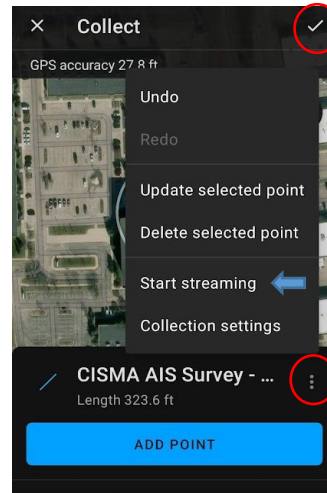 Collect
GPS accuracy 27.8 ft
Undo
Redo
Update selected point
Delete selected point
Start streaming
Collection settings
CISMA AIS Survey - ...
Length 323.6 ft
ADD POINT